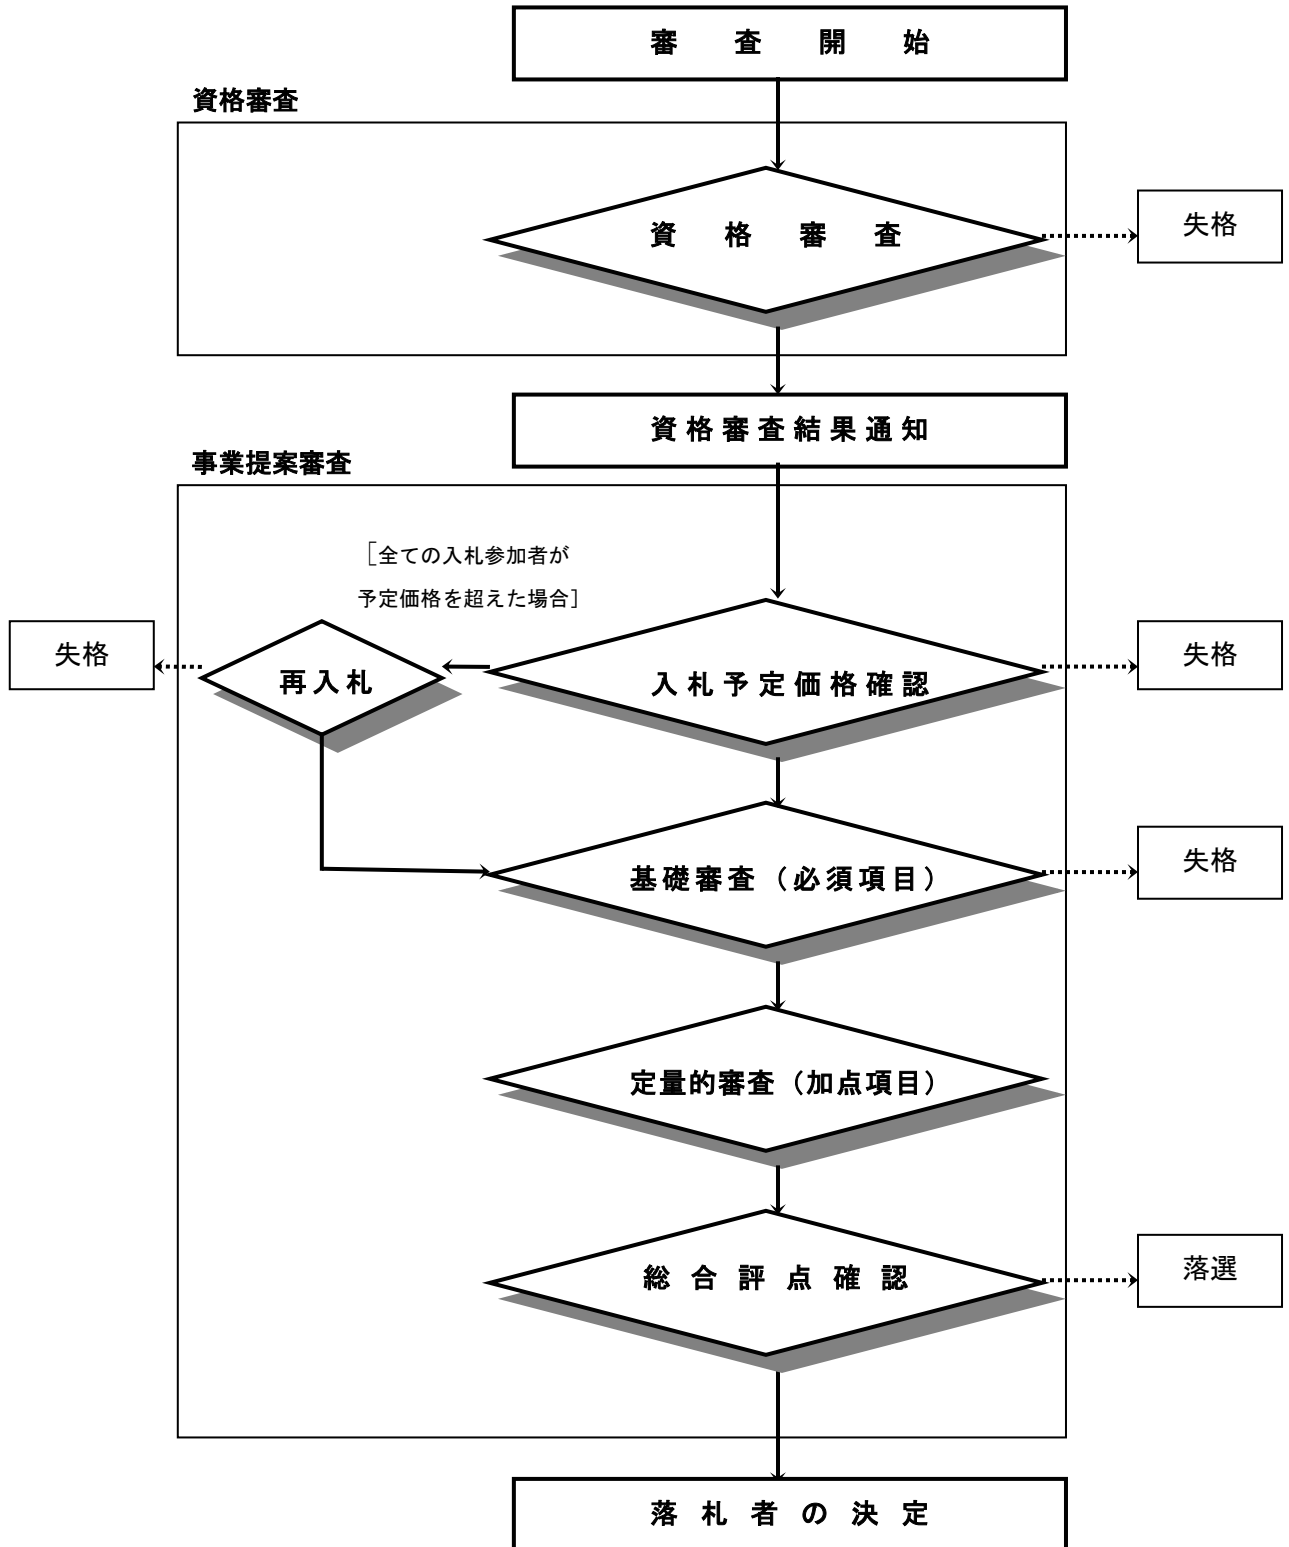 審査開始
資格審査
資格審査
失格
資格審査結果通知
事業提案審査
[全ての入札参加者が
予定価格を超えた場合]
失格
再入札
入札予定価格確認
失格
基礎審査（必須項目）
失格
定量的審査（加点項目）
総合評点確認
落選
落札者の決定